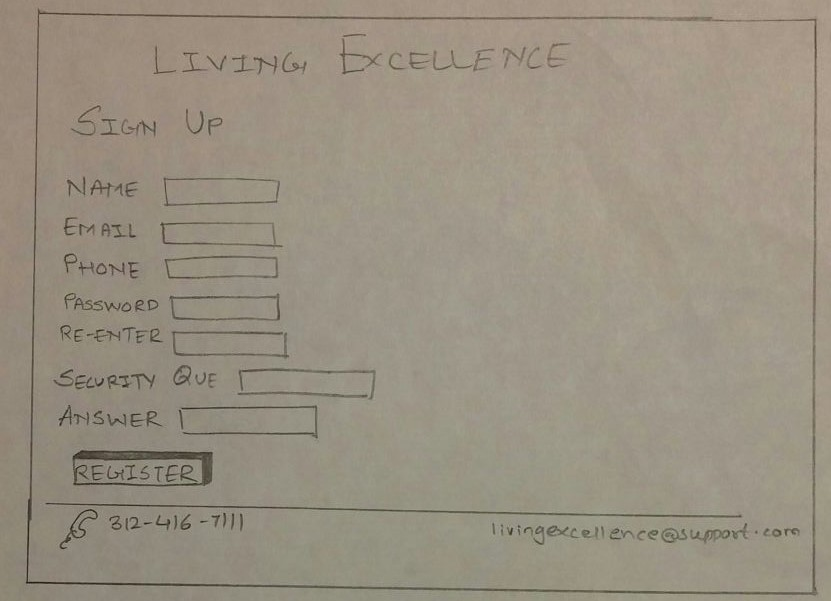 LIVING EXCELLENCE
SIGN UP
NAME
EMAIL
PHONE
PASSWORD
RE-ENTER
SECURITY QUE
ANSWER
REGISTER
312-416-7111
livingexcellence@support.com